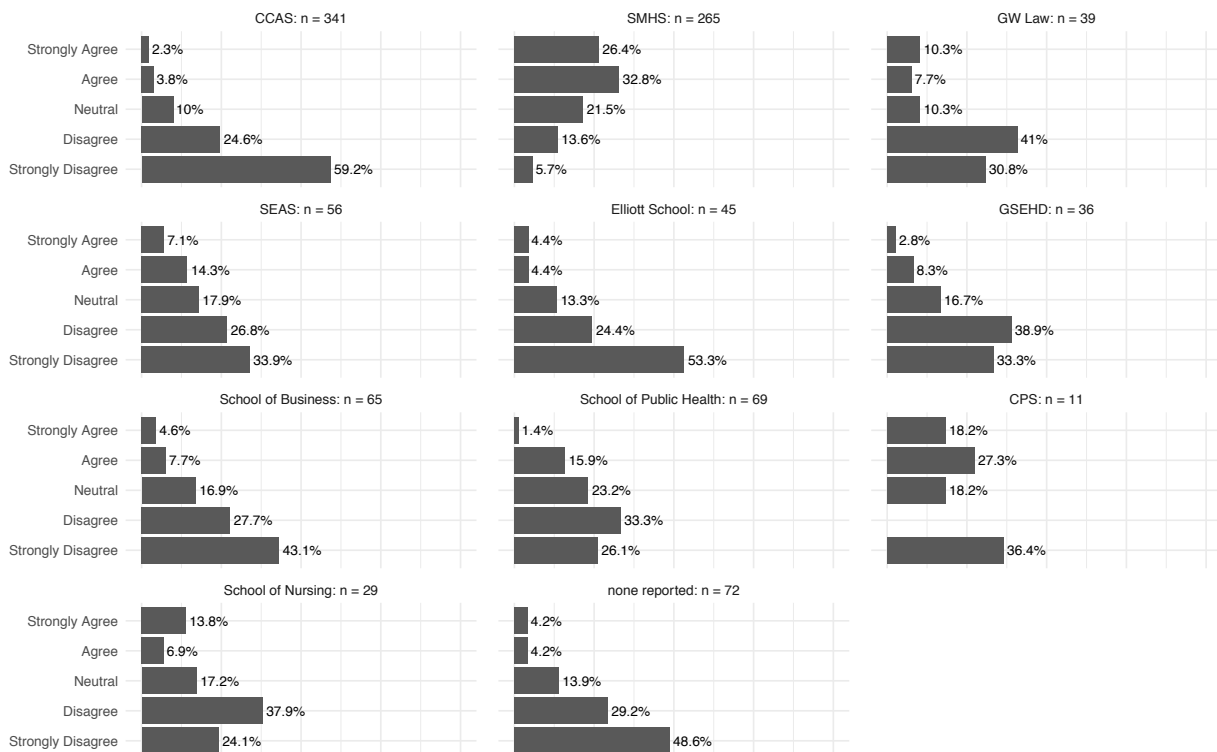 CCAS: n = 341
Strongly Agree 2.3%
Agree 3.8%
Neutral 10%
Disagree 24.6%
Strongly Disagree 59.2%
SMHS: n = 265
26.4%
32.8%
21.5%
13.6%
5.7%
GW Law: n = 39
10.3%
7.7%
10.3%
41%
30.8%
SEAS: n = 56
Strongly Agree 7.1%
Agree 14.3%
Neutral 17.9%
Disagree 26.8%
Strongly Disagree 33.9%
Elliott School: n = 45
4.4%
4.4%
13.3%
24.4%
53.3%
GSEHD: n = 36
2.8%
8.3%
16.7%
38.9%
33.3%
School of Business: n = 65
Strongly Agree 4.6%
Agree 7.7%
Neutral 16.9%
Disagree 27.7%
Strongly Disagree 43.1%
School of Public Health: n = 69
1.4%
15.9%
23.2%
33.3%
26.1%
CPS: n = 11
18.2%
27.3%
18.2%
36.4%
School of Nursing: n = 29
Strongly Agree 13.8%
Agree 6.9%
Neutral 17.2%
Disagree 37.9%
Strongly Disagree 24.1%
none reported: n = 72
4.2%
4.2%
13.9%
29.2%
48.6%